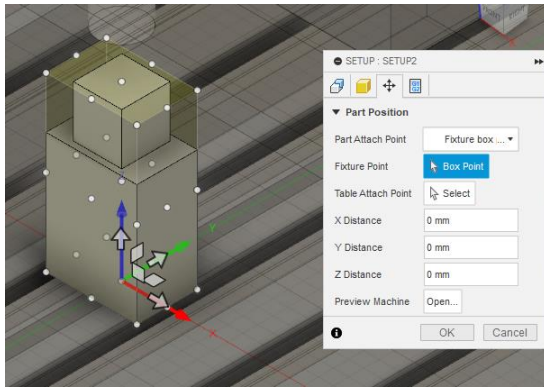 SETUP : SETUP2
Part Position
Part Attach Point
Fixture box :...
Fixture Point
Box Point
Table Attach Point
Select
X Distance
0 mm
Y Distance
0 mm
Z Distance
0 mm
Preview Machine
Open...
OK
Cancel
Y
X